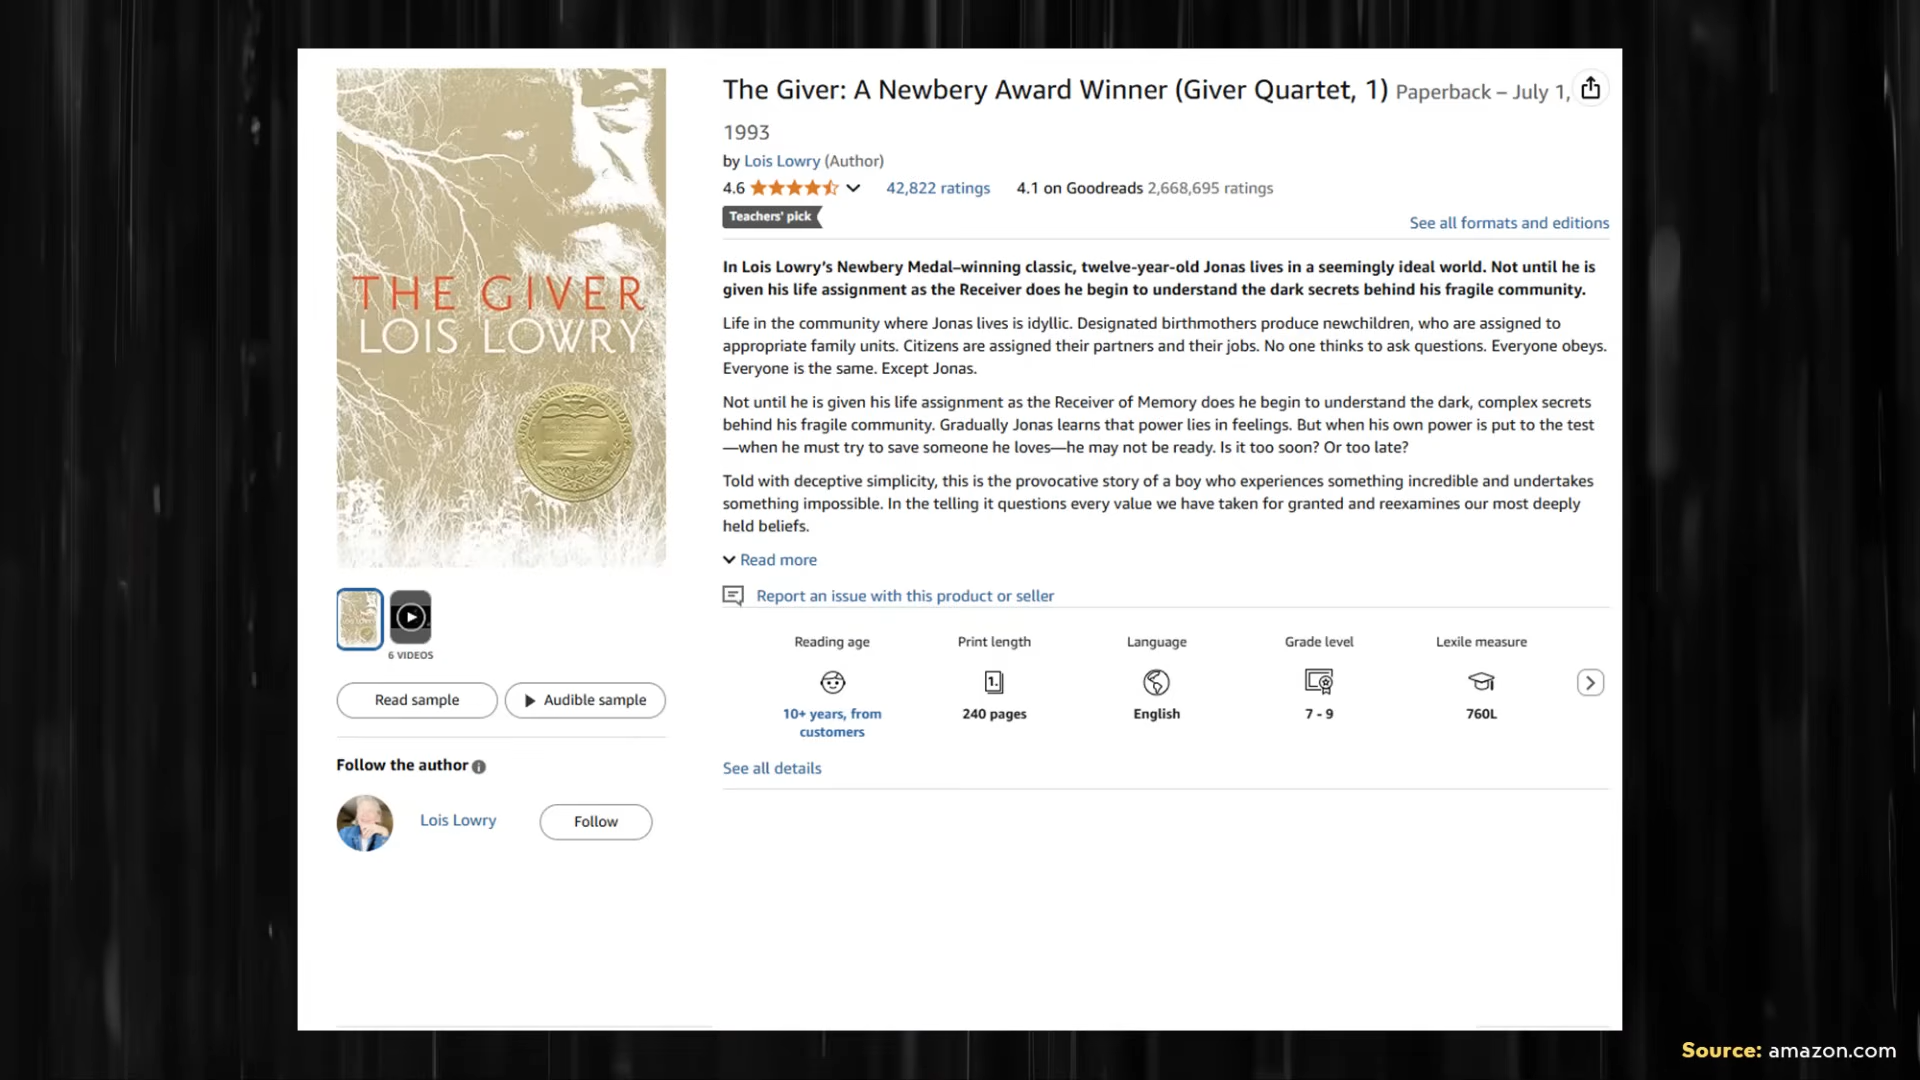 The Giver: A Newbery Award Winner (Giver Quartet, 1) Paperback – July 1,
1993
by Lois Lowry (Author)
4.6 42,822 ratings 4.1 on Goodreads 2,668,695 ratings
Teachers' pick
See all formats and editions
In Lois Lowry’s Newbery Medal–winning classic, twelve-year-old Jonas lives in a seemingly ideal world. Not until he is
given his life assignment as the Receiver does he begin to understand the dark secrets behind his fragile community.
Life in the community where Jonas lives is idyllic. Designated birthmothers produce newchildren, who are assigned to
appropriate family units. Citizens are assigned their partners and their jobs. No one thinks to ask questions. Everyone obeys.
Everyone is the same. Except Jonas.
Not until he is given his life assignment as the Receiver of Memory does he begin to understand the dark, complex secrets
behind his fragile community. Gradually Jonas learns that power lies in feelings. But when his own power is put to the test
—when he must try to save someone he loves—he may not be ready. Is it too soon? Or too late?
Told with deceptive simplicity, this is the provocative story of a boy who experiences something incredible and undertakes
something impossible. In the telling it questions every value we have taken for granted and reexamines our most deeply
held beliefs.
Read more
Report an issue with this product or seller
Reading age Print length Language Grade level Lexile measure
10+ years, from 240 pages English 7 - 9 760L
customers
See all details
THE GIVER
LOIS LOWRY
6 VIDEOS
Read sample Audible sample
Follow the author
Lois Lowry Follow
Source: amazon.com